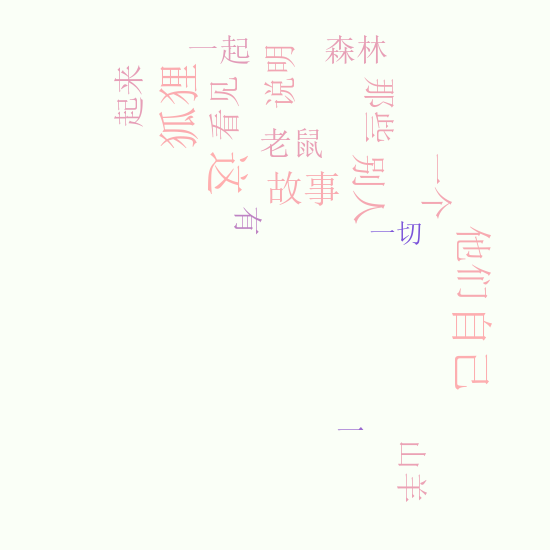 一起
森林
说明
起来
狐狸
看见
那些
老鼠
这
别人
故事
一个
有
一切
他们
自己
一
山羊